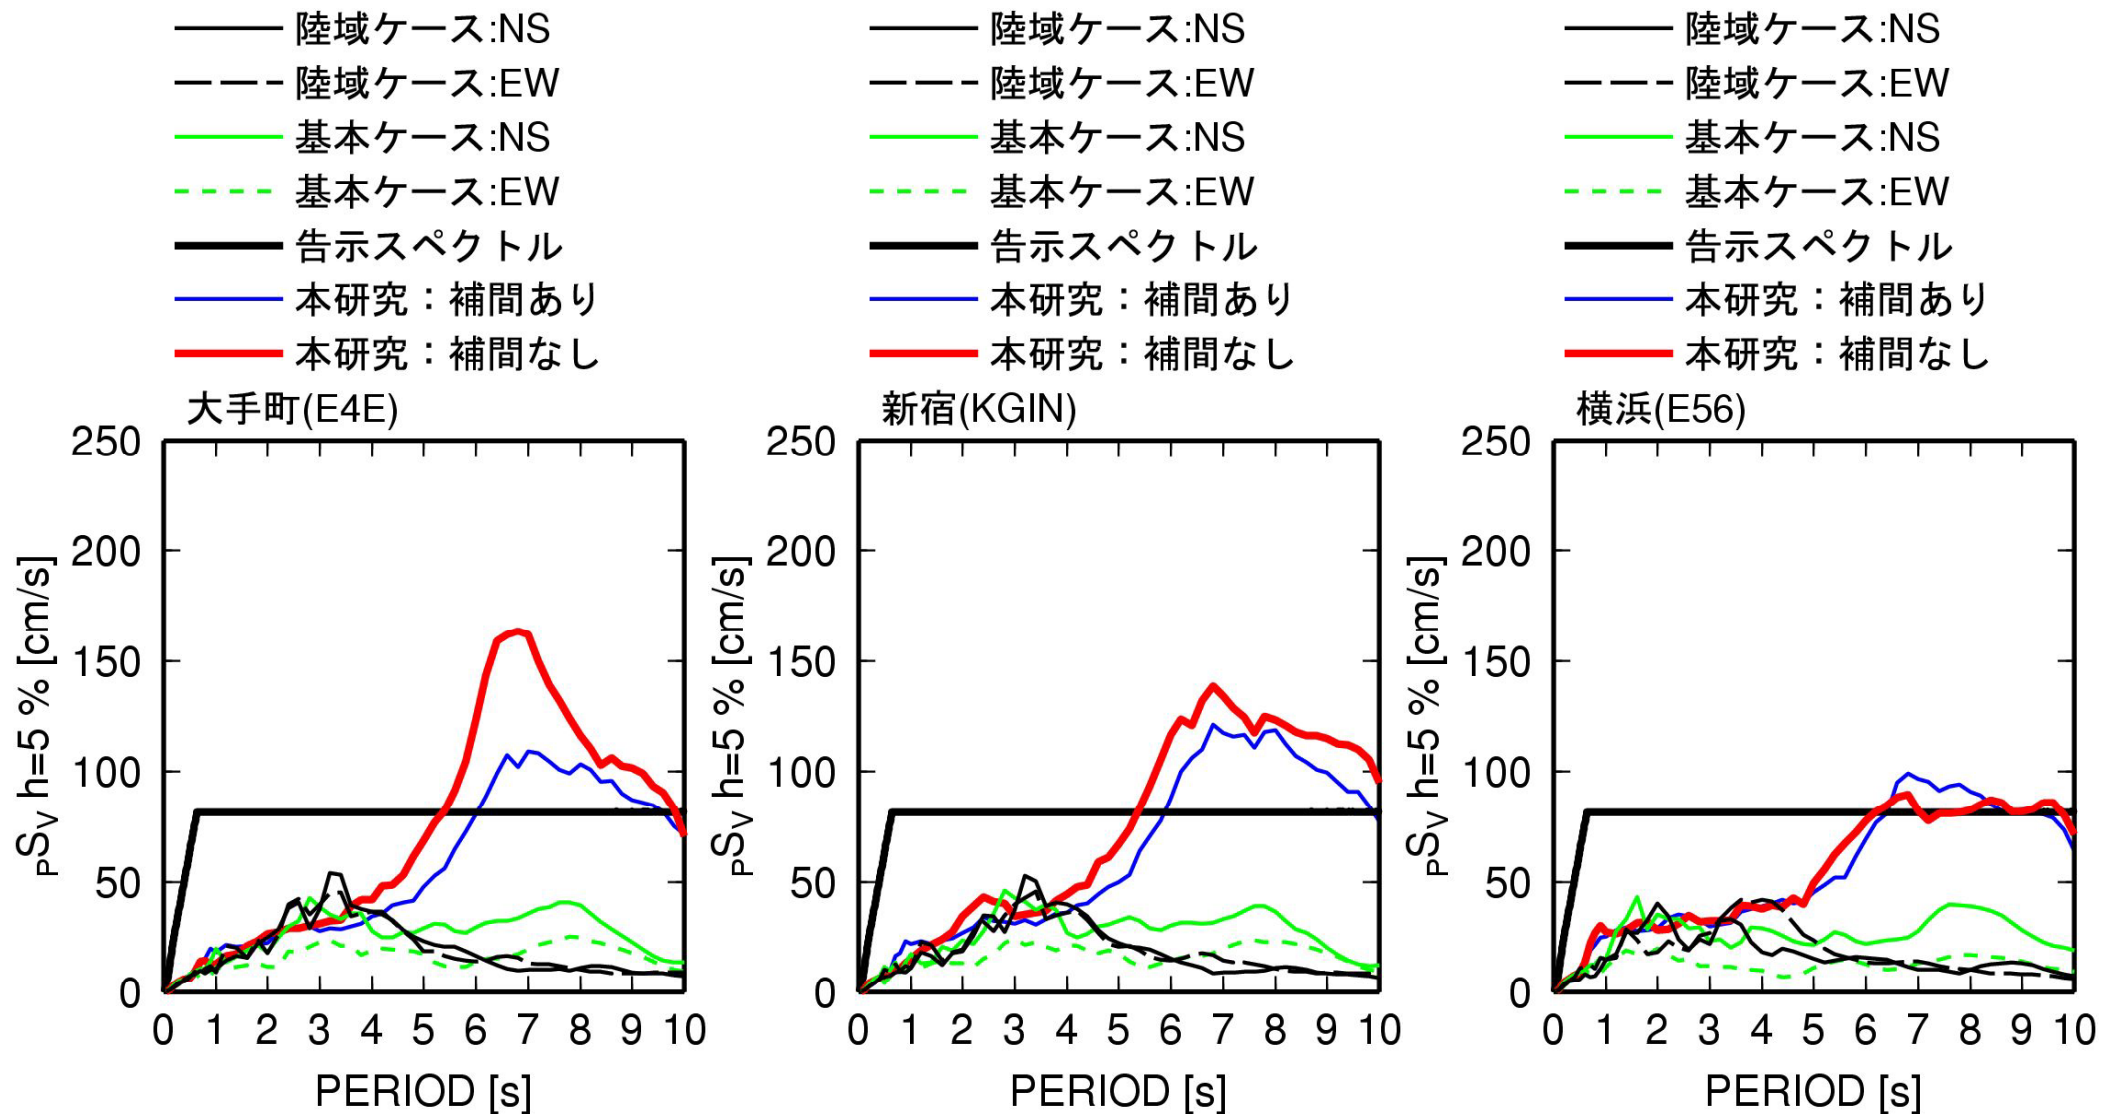 陸域ケース:NS
陸域ケース:EW
基本ケース:NS
基本ケース:EW
告示スペクトル
本研究：補間あり
本研究：補間なし
大手町(E4E)
250
200
150
100
50
0
PSV h=5 % [cm/s]
0 1 2 3 4 5 6 7 8 9 10
PERIOD [s]
陸域ケース:NS
陸域ケース:EW
基本ケース:NS
基本ケース:EW
告示スペクトル
本研究：補間あり
本研究：補間なし
新宿(KGIN)
250
200
150
100
50
0
PSV h=5 % [cm/s]
0 1 2 3 4 5 6 7 8 9 10
PERIOD [s]
陸域ケース:NS
陸域ケース:EW
基本ケース:NS
基本ケース:EW
告示スペクトル
本研究：補間あり
本研究：補間なし
横浜(E56)
250
200
150
100
50
0
PSV h=5 % [cm/s]
0 1 2 3 4 5 6 7 8 9 10
PERIOD [s]